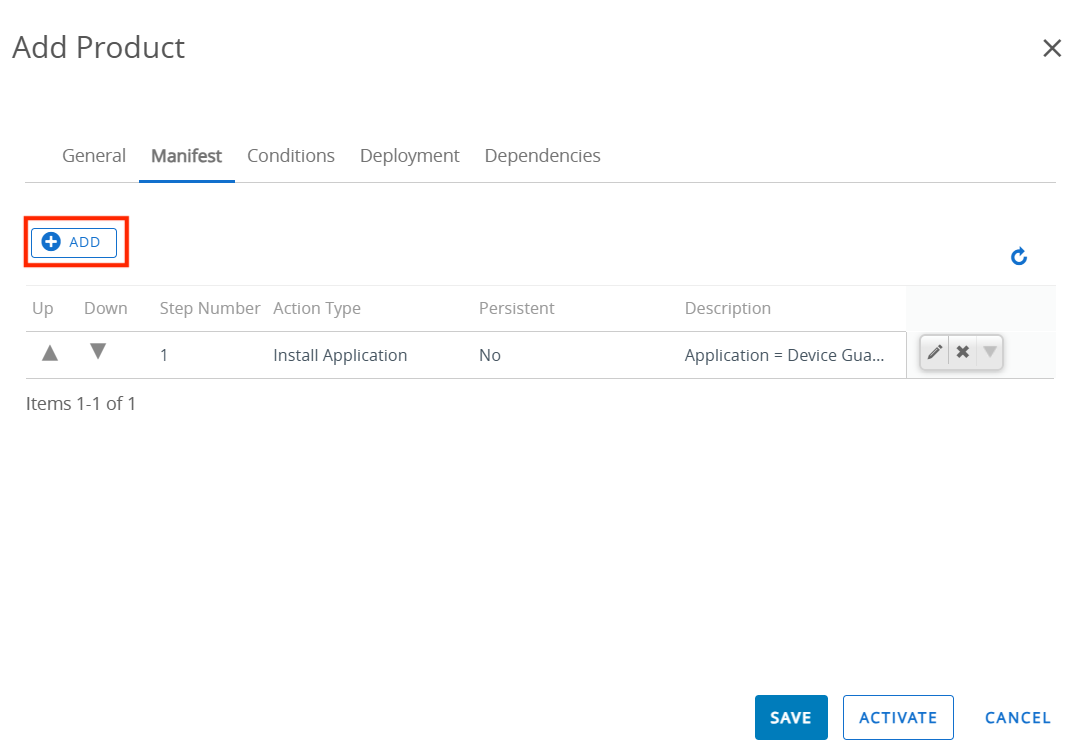 Add Product
General Manifest Conditions Deployment Dependencies
ADD
Up Down Step Number Action Type Persistent Description
1 Install Application No Application = Device Gua...
Items 1-1 of 1
SAVE ACTIVATE CANCEL